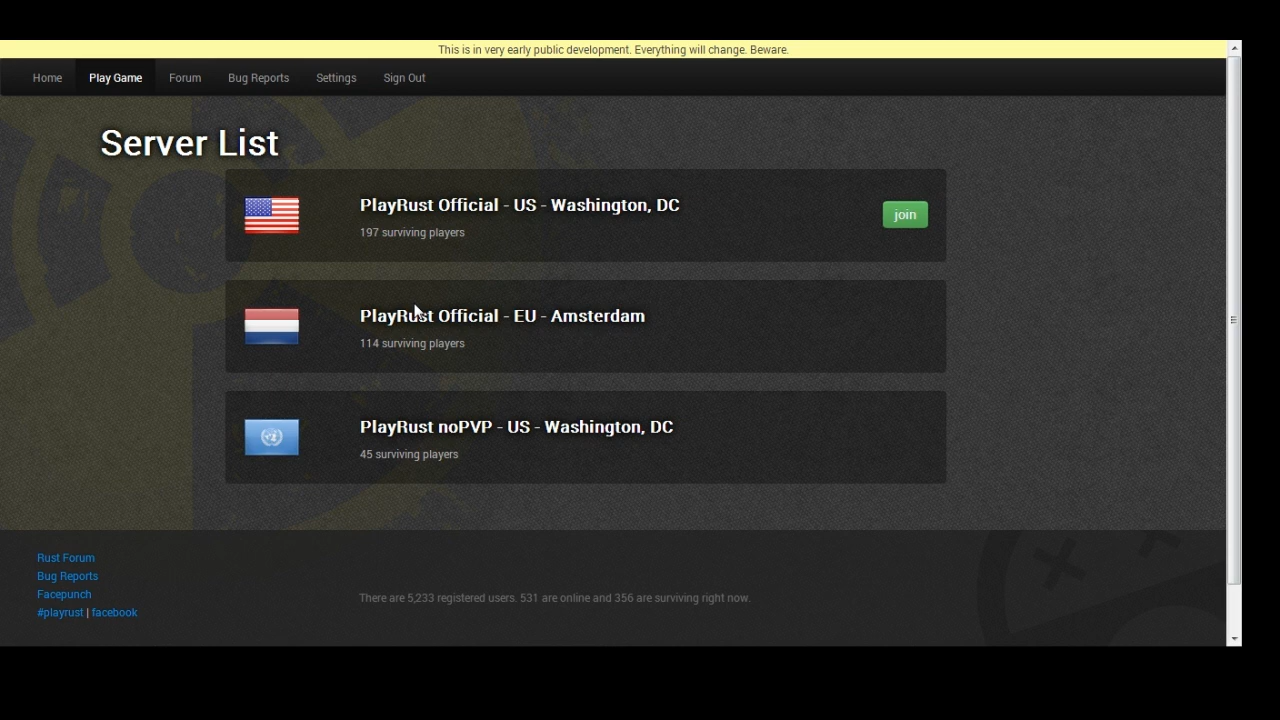 This is in very early public development. Everything will change. Beware.
Home Play Game Forum Bug Reports Settings Sign Out
Server List
PlayRust Official - US - Washington, DC
197 surviving players
join
PlayRust Official - EU - Amsterdam
114 surviving players
PlayRust noPVP - US - Washington, DC
45 surviving players
Rust Forum
Bug Reports
Facepunch
#playrust | facebook
There are 5,233 registered users. 531 are online and 356 are surviving right now.